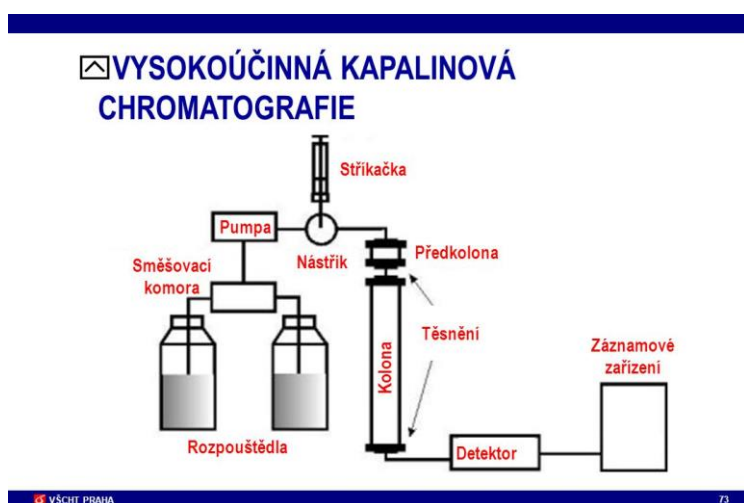 VYSOKOÚČINNÁ KAPALINOVÁ
CHROMATOGRAFIE
Stříkačka
Pumpa
Nástřik
Předkolona
Směšovací
komora
Těsnění
Kolona
Záznamové
zařízení
Rozpouštědla
Detektor
VŠCHT PRAHA
73